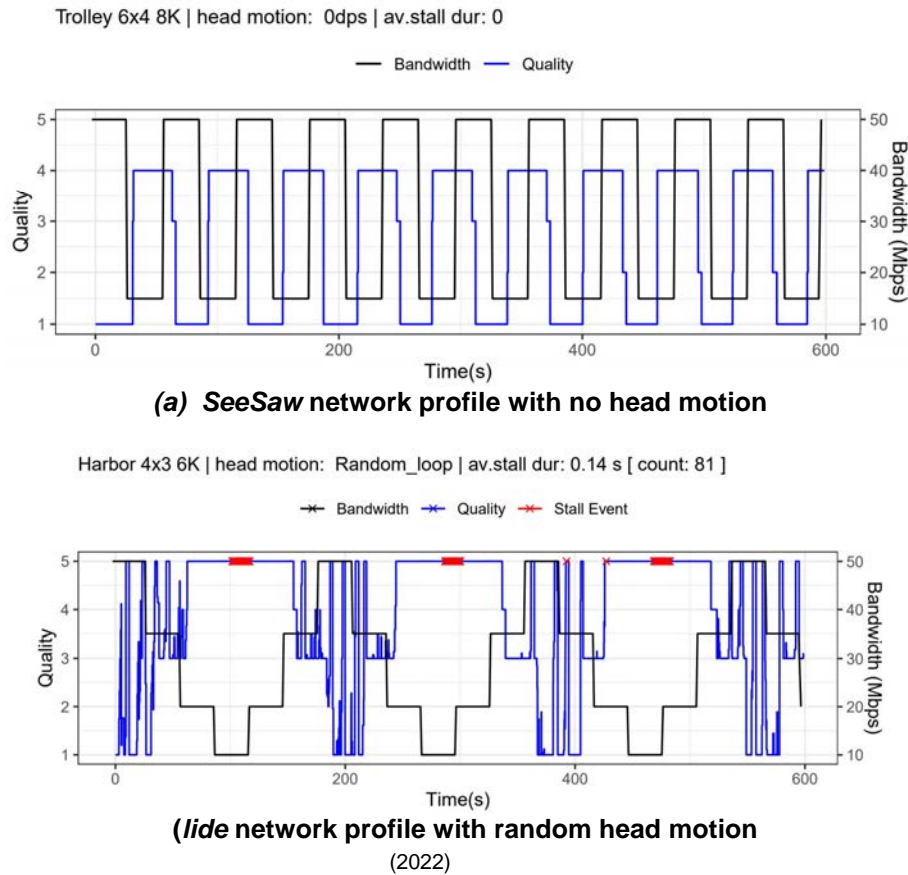 Trolley 6x4 8K | head motion: 0dps | av.stall dur: 0
Bandwidth Quality
5
4
3
2
1
Quality
50
40
30
20
10
Bandwidth (Mbps)
0 200 400 600
Time(s)
(a) SeeSaw network profile with no head motion
Harbor 4x3 6K | head motion: Random_loop | av.stall dur: 0.14 s [ count: 81 ]
Bandwidth Quality Stall Event
5
4
3
2
1
Quality
50
40
30
20
10
Bandwidth (Mbps)
0 200 400 600
Time(s)
(lide network profile with random head motion
(2022)